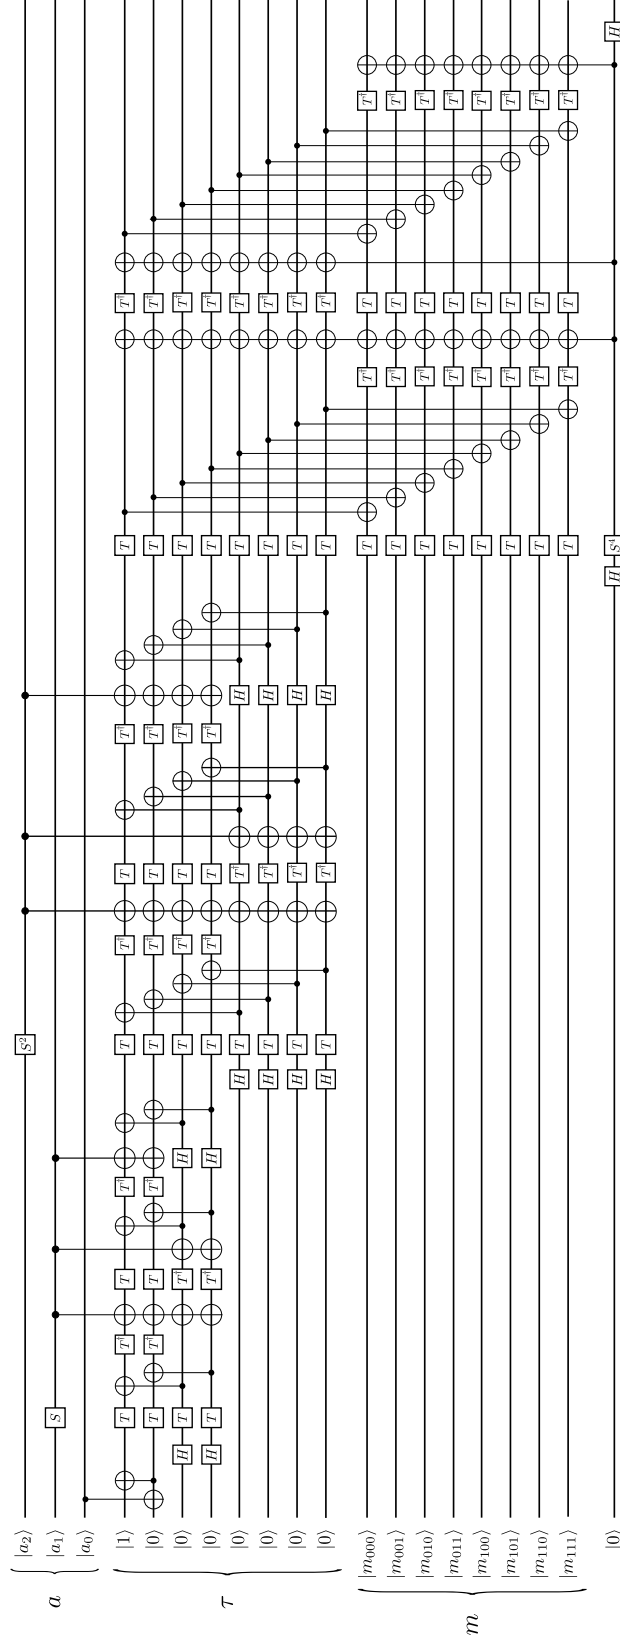 a
|a₂⟩ S²
|a₁⟩ S
|a₀⟩
τ
|1⟩ T T† T T† T T† T T† T T†
|0⟩ T T† T T† T T† T T† T T†
|0⟩ H T T† H T T† T T† T T†
|0⟩ H T T† H T T† T T† T T†
|0⟩ H T T† H T T†
|0⟩ H T T† H T T†
|0⟩ H T T† H T T†
|0⟩ H T T† H T T†
m
|m₀₀₀⟩ T T† T T†
|m₀₀₁⟩ T T† T T†
|m₀₁₀⟩ T T† T T†
|m₀₁₁⟩ T T† T T†
|m₁₀₀⟩ T T† T T†
|m₁₀₁⟩ T T† T T†
|m₁₁₀⟩ T T† T T†
|m₁₁₁⟩ T T† T T†
|0⟩ H S⁴ H